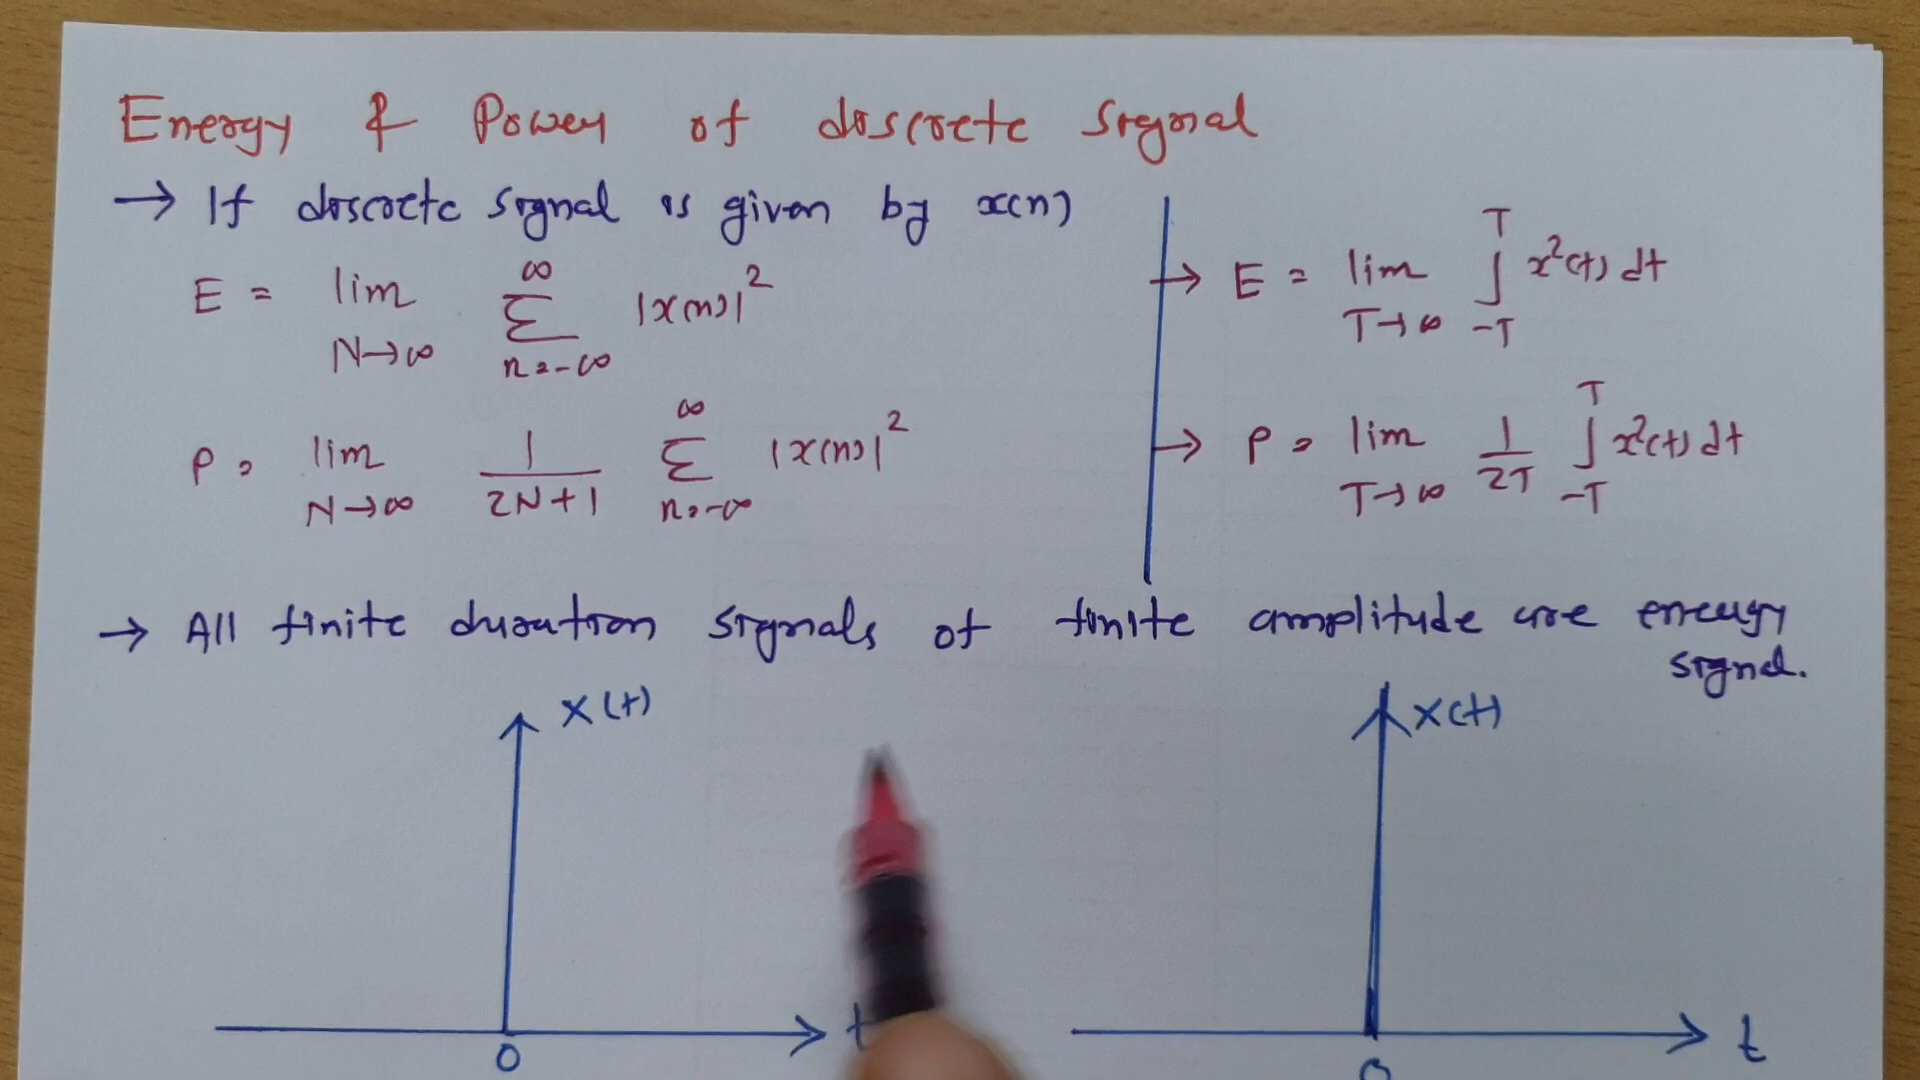 Energy & Power of discrete signal
→ If discrete signal is given by x(n)
E = lim N→∞ ∞ Σ n=-∞ |x(n)|²
P = lim N→∞ 1/2N+1 ∞ Σ n=-∞ |x(n)|²
→ E = lim T→∞ T ∫ -T x²(t) dt
→ P = lim T→∞ 1/2T T ∫ -T x²(t) dt
→ All finite duration signals of finite amplitude are energy
signal.
x(t)
t
0
x(t)
t
0